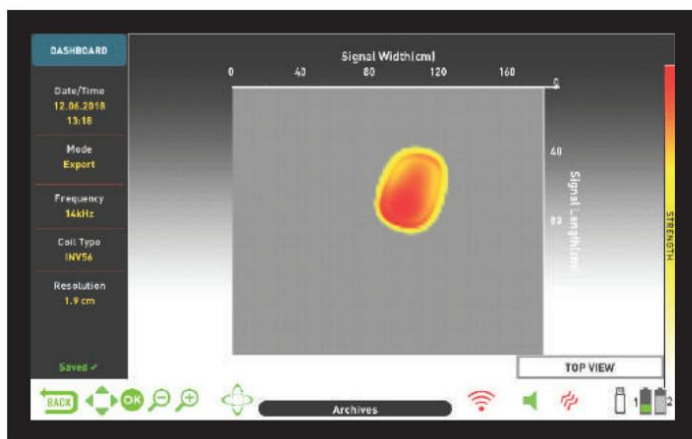 DASHBOARD
Date/Time
12.06.2018
13:18
Mode
Expert
Frequency
14kHz
Coil Type
INV56
Resolution
1.9 cm
Saved ✓
Signal Width[cm]
0 40 80 120 160
0
40
80
Signal Length[cm]
STRENGTH
TOP VIEW
BACK
OK
Archives
1 2